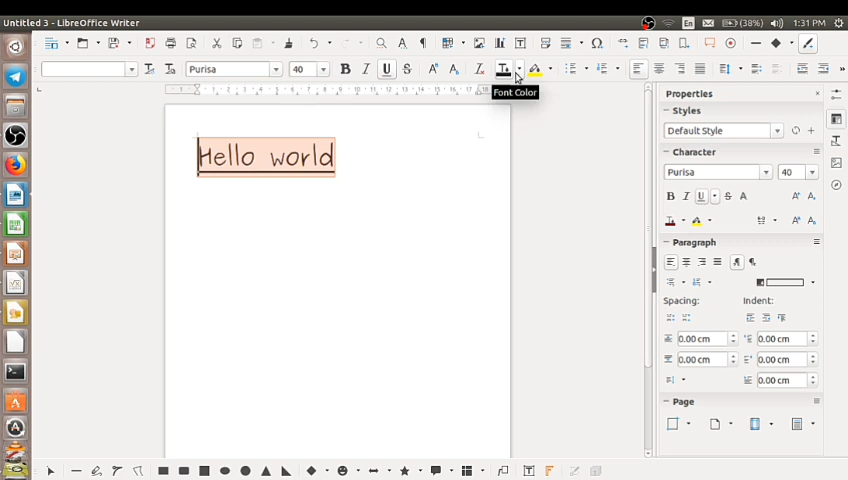 Untitled 3 - LibreOffice Writer
En
(38%)
1:31 PM
Purisa
40
Font Color
Hello world
Properties
Styles
Default Style
Character
Purisa
40
Paragraph
Spacing:
Indent:
0.00 cm
0.00 cm
0.00 cm
0.00 cm
0.00 cm
Page